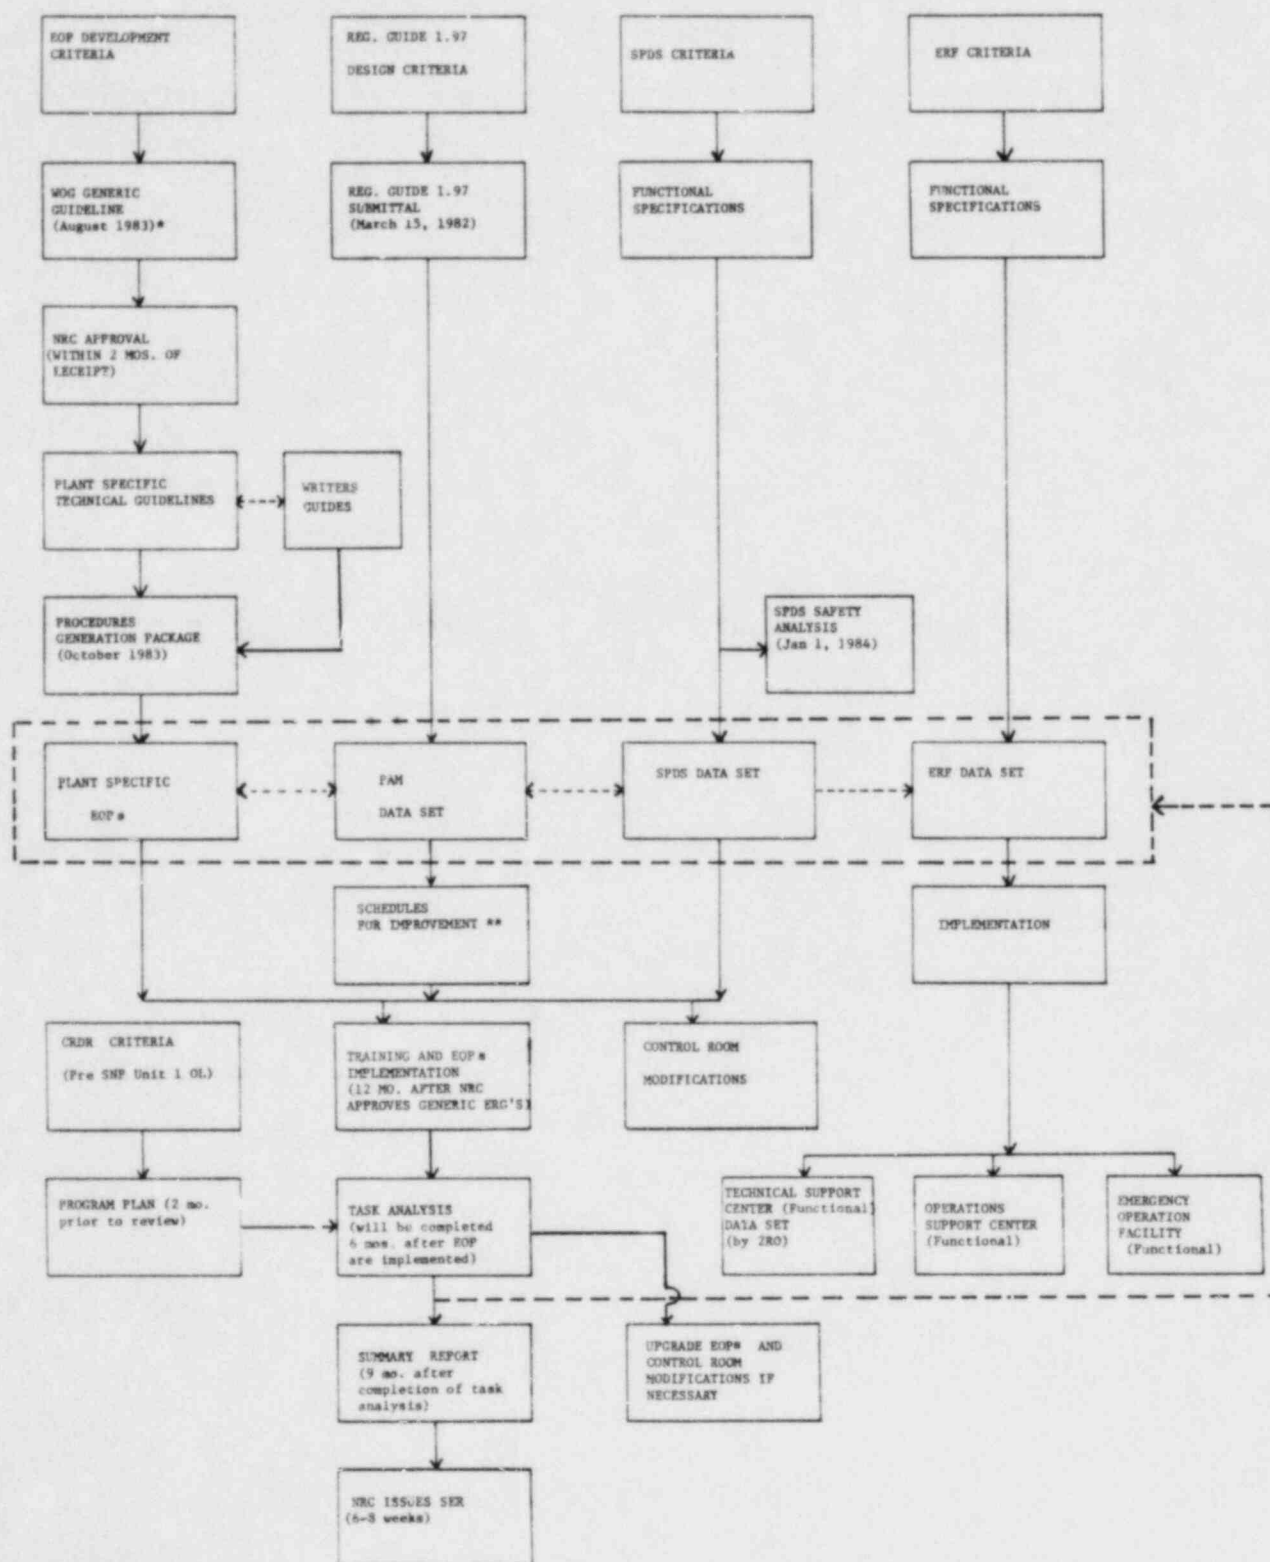 EOP DEVELOPMENT
CRITERIA
REG. GUIDE 1.97
DESIGN CRITERIA
SPDS CRITERIA
ERF CRITERIA
WOG GENERIC
GUIDELINE
(August 1983)*
REG. GUIDE 1.97
SUBMITTAL
(March 15, 1982)
FUNCTIONAL
SPECIFICATIONS
FUNCTIONAL
SPECIFICATIONS
NRC APPROVAL
(WITHIN 2 MOS. OF
RECEIPT)
PLANT SPECIFIC
TECHNICAL GUIDELINES
WRITERS
GUIDES
PROCEDURES
GENERATION PACKAGE
(October 1983)
SPDS SAFETY
ANALYSIS
(Jan 1, 1984)
PLANT SPECIFIC
EOPs
PAM
DATA SET
SPDS DATA SET
ERF DATA SET
SCHEDULES
FOR IMPROVEMENT **
IMPLEMENTATION
CRDR CRITERIA
(Pre SNP Unit 1 OL)
TRAINING AND EOPs
IMPLEMENTATION
(12 MO. AFTER NRC
APPROVES GENERIC ERG'S)
CONTROL ROOM
MODIFICATIONS
PROGRAM PLAN (2 mo.
prior to review)
TASK ANALYSIS
(will be completed
6 mos. after EOP
are implemented)
TECHNICAL SUPPORT
CENTER (Functional)
DATA SET
(by 2RO)
OPERATIONS
SUPPORT CENTER
(Functional)
EMERGENCY
OPERATION
FACILITY
(Functional)
SUMMARY REPORT
(9 mo. after
completion of task
analysis)
UPGRADE EOPs AND
CONTROL ROOM
MODIFICATIONS IF
NECESSARY
NRC ISSUES SER
(6-8 weeks)